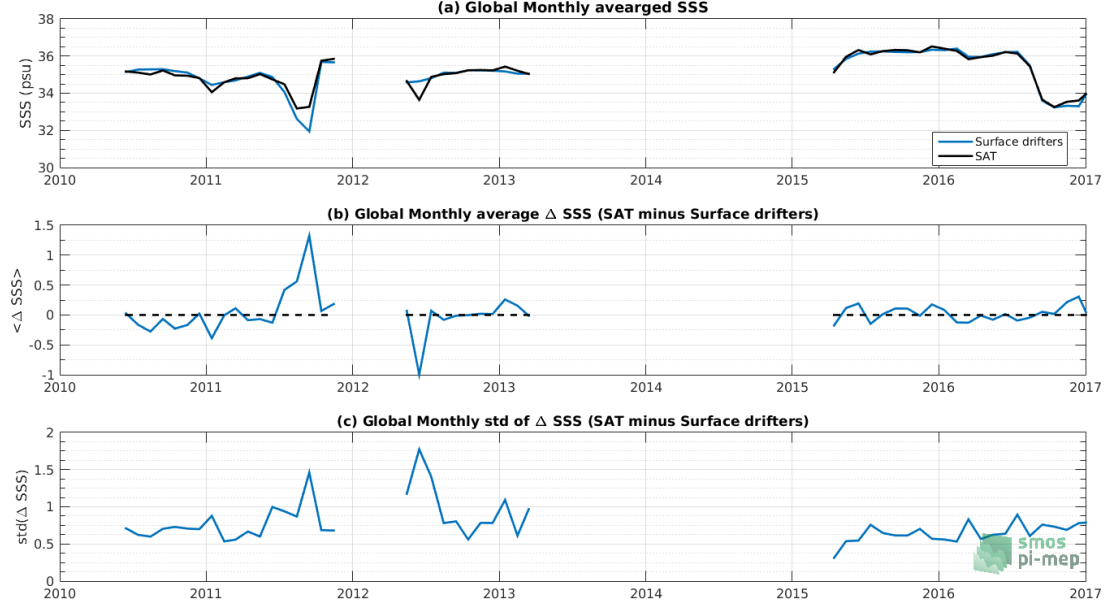 (a) Global Monthly avearged SSS
SSS (psu)
38
36
34
32
30
Surface drifters
SAT
2010 2011 2012 2013 2014 2015 2016 2017
(b) Global Monthly average Δ SSS (SAT minus Surface drifters)
<Δ SSS>
1.5
1
0.5
0
-0.5
-1
2010 2011 2012 2013 2014 2015 2016 2017
(c) Global Monthly std of Δ SSS (SAT minus Surface drifters)
std(Δ SSS)
2
1.5
1
0.5
0
smos
pi-mep
2010 2011 2012 2013 2014 2015 2016 2017